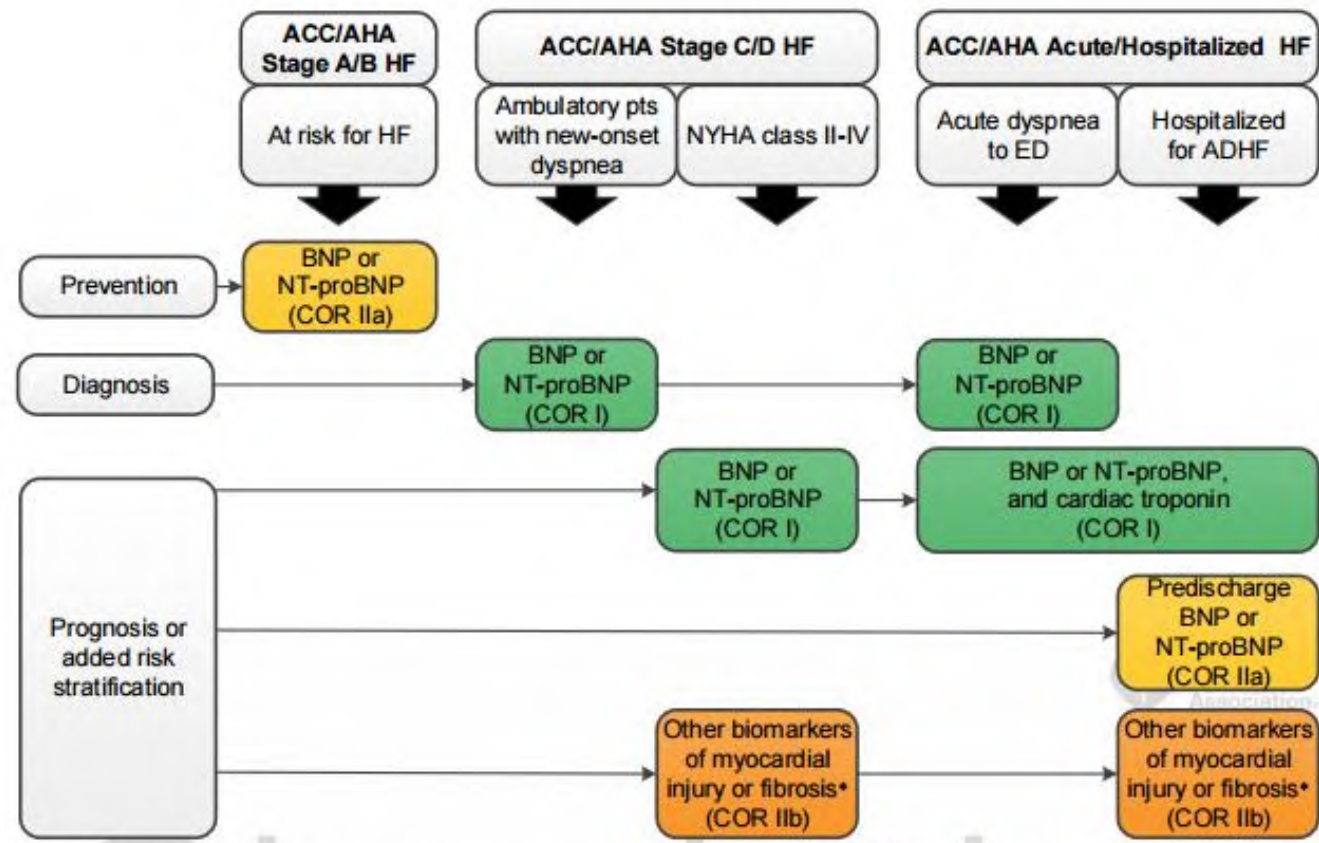 ACC/AHA
Stage A/B HF
At risk for HF
ACC/AHA Stage C/D HF
Ambulatory pts
with new-onset
dyspnea
NYHA class II-IV
ACC/AHA Acute/Hospitalized HF
Acute dyspnea
to ED
Hospitalized
for ADHF
Prevention
BNP or
NT-proBNP
(COR IIa)
Diagnosis
BNP or
NT-proBNP
(COR I)
BNP or
NT-proBNP
(COR I)
Prognosis or
added risk
stratification
BNP or
NT-proBNP
(COR I)
BNP or NT-proBNP,
and cardiac troponin
(COR I)
Predischarge
BNP or
NT-proBNP
(COR IIa)
Association
Other biomarkers
of myocardial
injury or fibrosis*
(COR IIb)
Other biomarkers
of myocardial
injury or fibrosis*
(COR IIb)